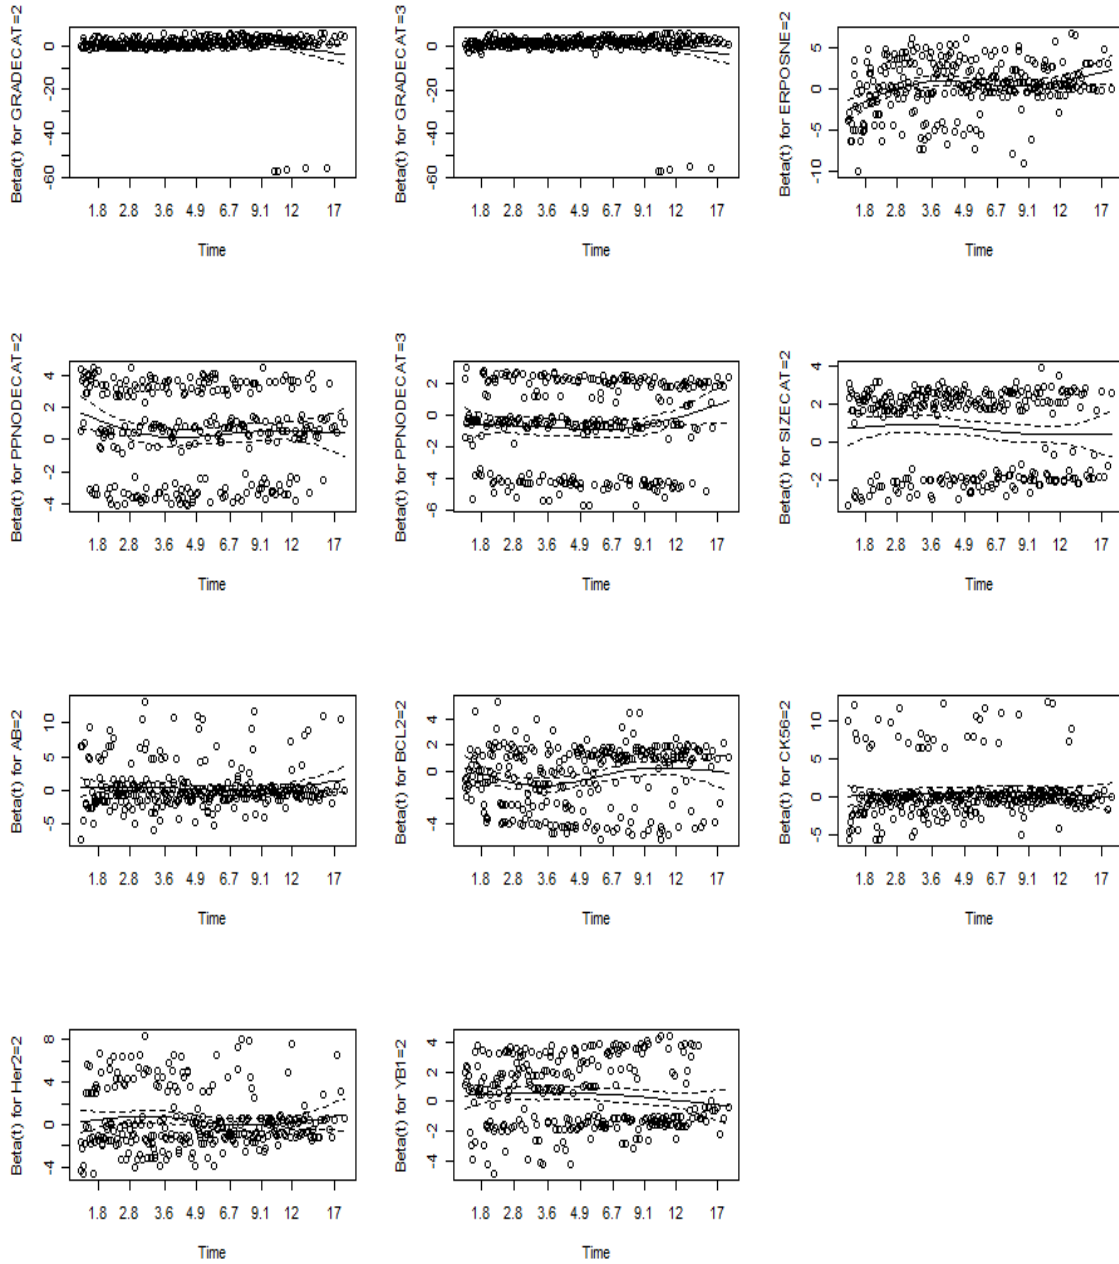 Beta(t) for GRADECAT=2
0
-20
-40
-60
1.8 2.8 3.6 4.9 6.7 9.1 12 17
Time
Beta(t) for GRADECAT=3
0
-20
-40
-60
1.8 2.8 3.6 4.9 6.7 9.1 12 17
Time
Beta(t) for ERPOSNE=2
5
0
-5
-10
1.8 2.8 3.6 4.9 6.7 9.1 12 17
Time
Beta(t) for PPNODECAT=2
4
2
0
-2
-4
1.8 2.8 3.6 4.9 6.7 9.1 12 17
Time
Beta(t) for PPNODECAT=3
2
0
-2
-4
-6
1.8 2.8 3.6 4.9 6.7 9.1 12 17
Time
Beta(t) for SIZECAT=2
4
2
0
-2
1.8 2.8 3.6 4.9 6.7 9.1 12 17
Time
Beta(t) for AB=2
10
5
0
-5
1.8 2.8 3.6 4.9 6.7 9.1 12 17
Time
Beta(t) for BCL2=2
4
2
0
-4
1.8 2.8 3.6 4.9 6.7 9.1 12 17
Time
Beta(t) for CK56=2
10
5
0
-5
1.8 2.8 3.6 4.9 6.7 9.1 12 17
Time
Beta(t) for Her2=2
8
4
0
-4
1.8 2.8 3.6 4.9 6.7 9.1 12 17
Time
Beta(t) for YB1=2
4
2
0
-2
-4
1.8 2.8 3.6 4.9 6.7 9.1 12 17
Time